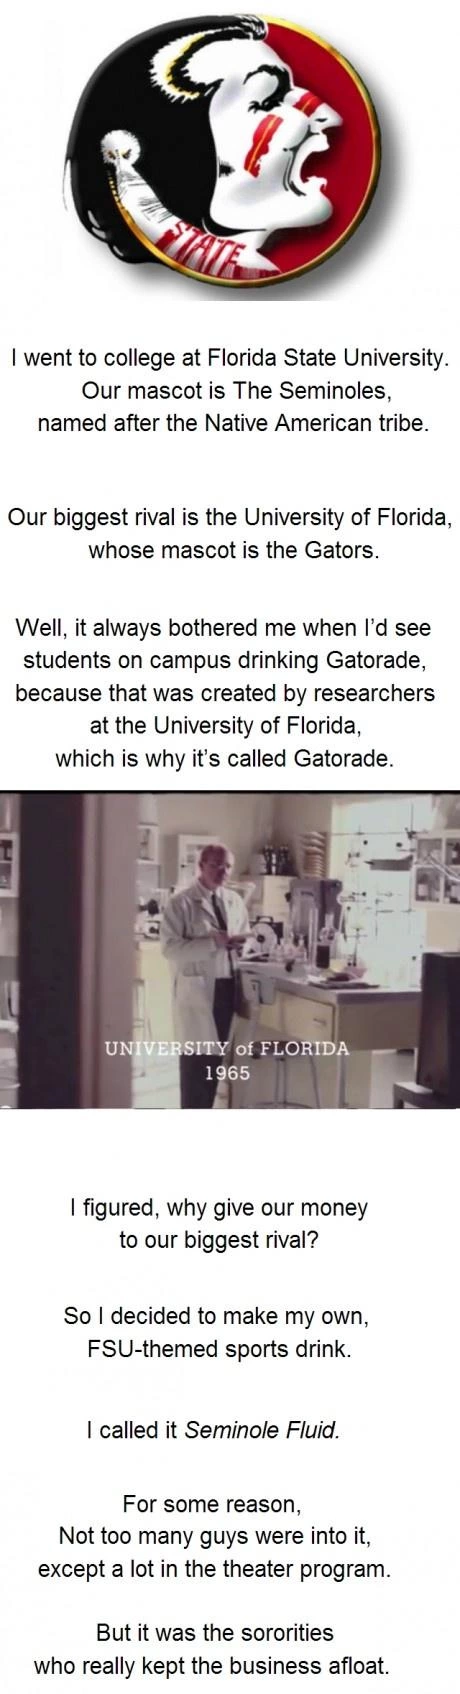 STATE
I went to college at Florida State University.
Our mascot is The Seminoles,
named after the Native American tribe.
Our biggest rival is the University of Florida,
whose mascot is the Gators.
Well, it always bothered me when I'd see
students on campus drinking Gatorade,
because that was created by researchers
at the University of Florida,
which is why it's called Gatorade.
UNIVERSITY of FLORIDA
1965
I figured, why give our money
to our biggest rival?
So I decided to make my own,
FSU-themed sports drink.
I called it Seminole Fluid.
For some reason,
Not too many guys were into it,
except a lot in the theater program.
But it was the sororities
who really kept the business afloat.